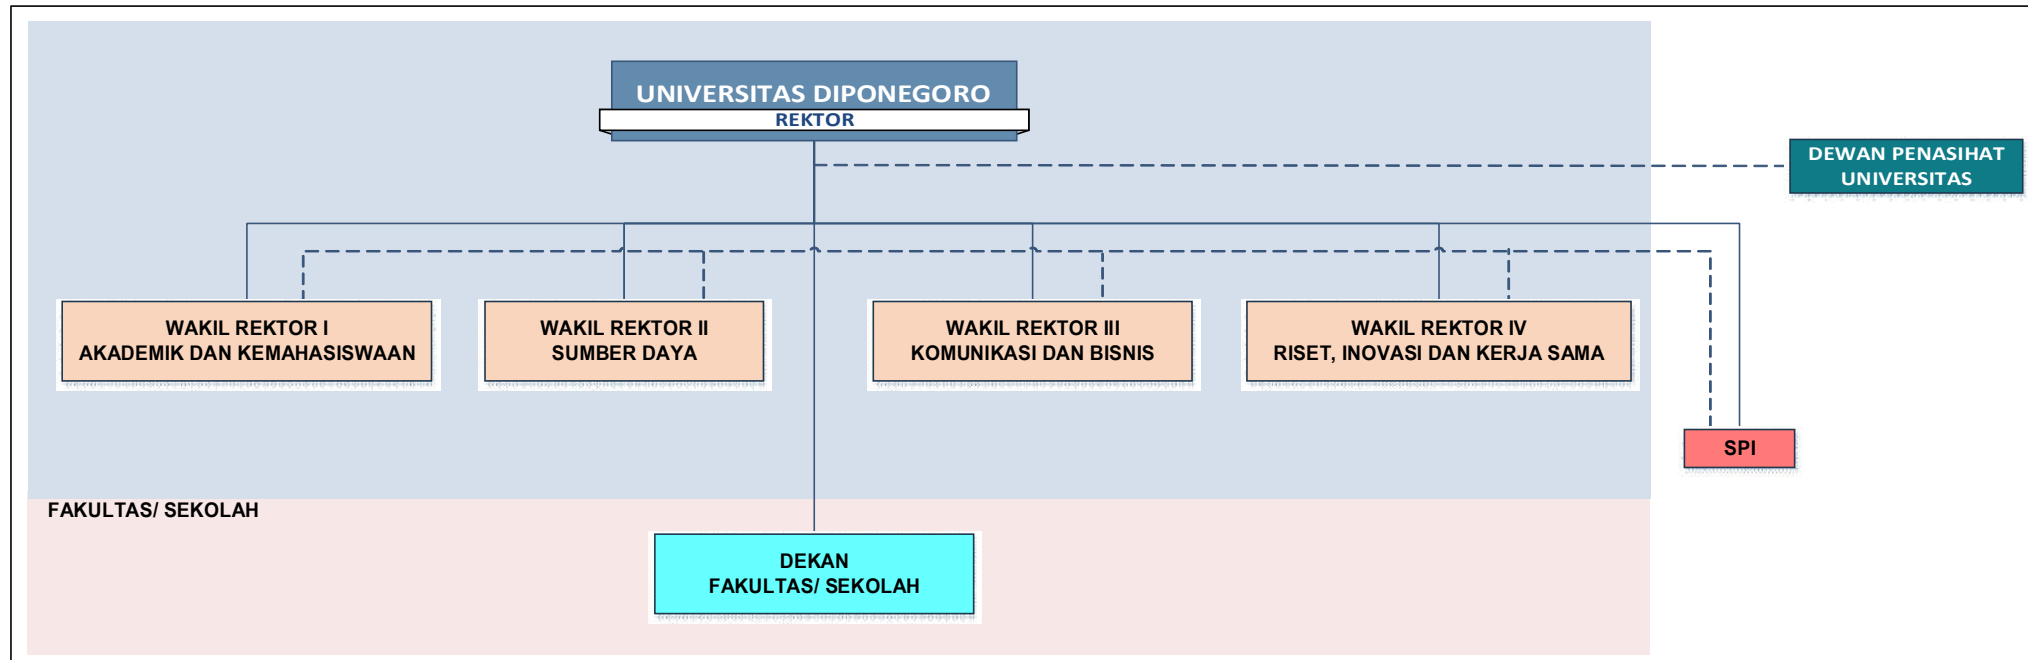 UNIVERSITAS DIPONEGORO
REKTOR
DEWAN PENASIHAT
UNIVERSITAS
WAKIL REKTOR I
AKADEMIK DAN KEMAHASISWAAN
WAKIL REKTOR II
SUMBER DAYA
WAKIL REKTOR III
KOMUNIKASI DAN BISNIS
WAKIL REKTOR IV
RISET, INOVASI DAN KERJA SAMA
SPI
FAKULTAS/ SEKOLAH
DEKAN
FAKULTAS/ SEKOLAH